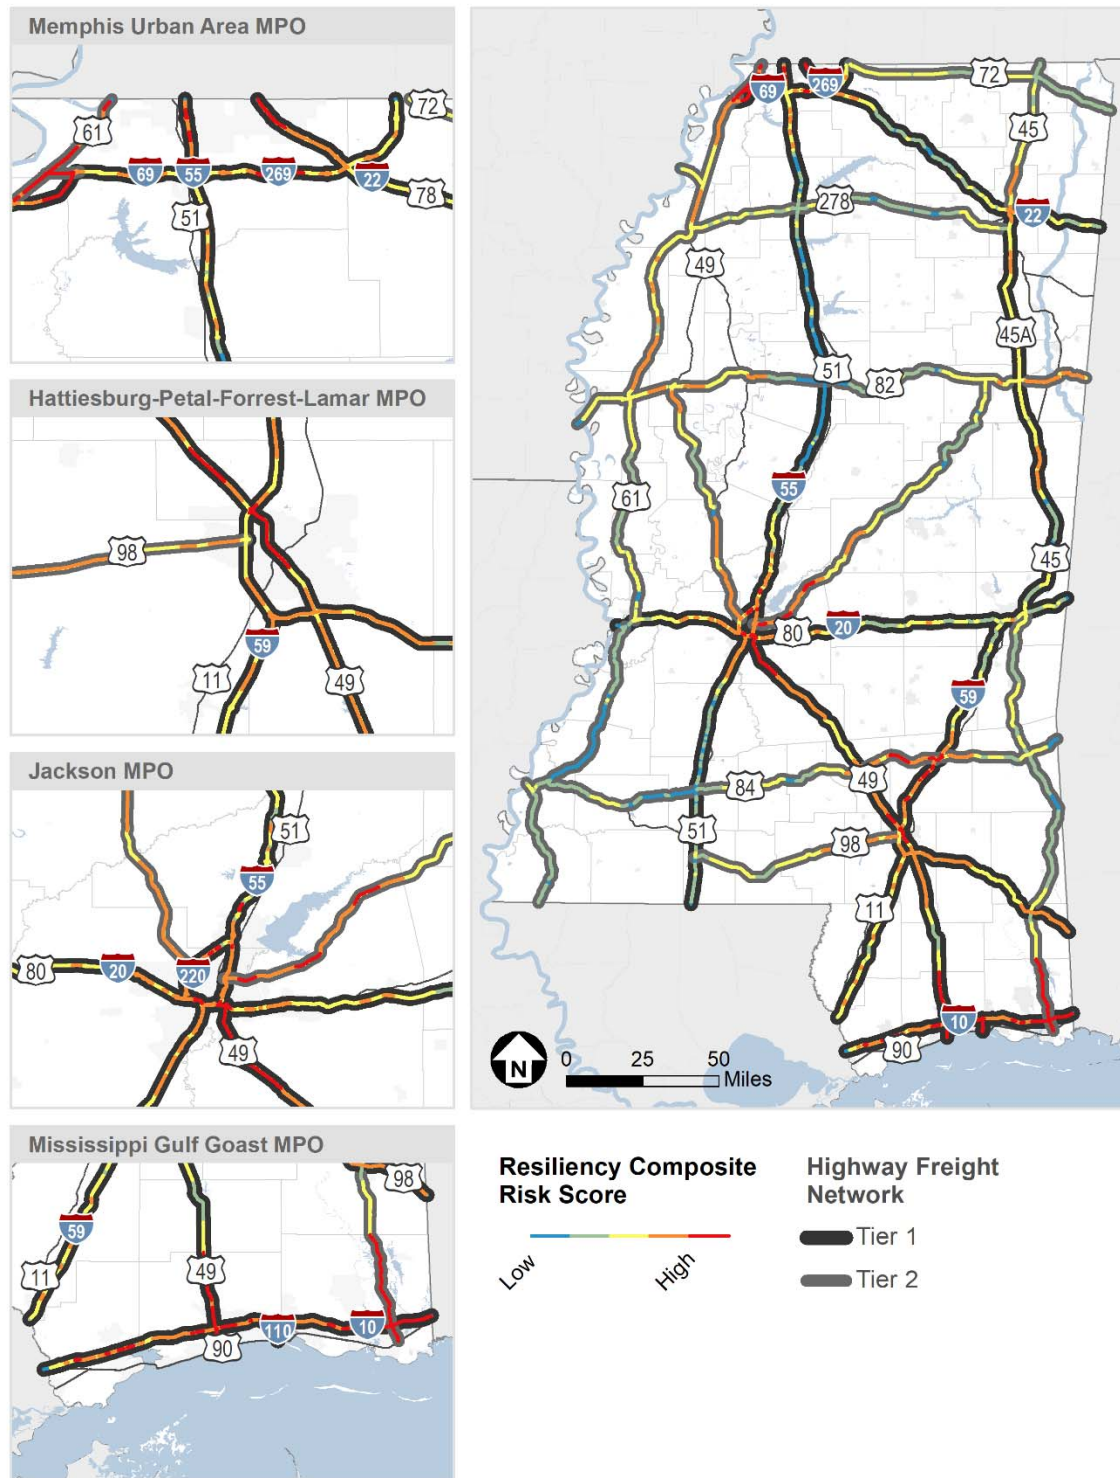 Memphis Urban Area MPO
61
72
69
55
269
22
78
51
Hattiesburg-Petal-Forrest-Lamar MPO
98
59
11
49
Jackson MPO
51
55
80
20
220
49
Mississippi Gulf Goast MPO
98
59
11
49
110
10
90
69
269
72
45
278
22
49
45A
51
82
55
61
45
80
20
59
49
84
51
98
11
10
90
N
0 25 50
Miles
Resiliency Composite
Risk Score
Low
High
Highway Freight
Network
Tier 1
Tier 2